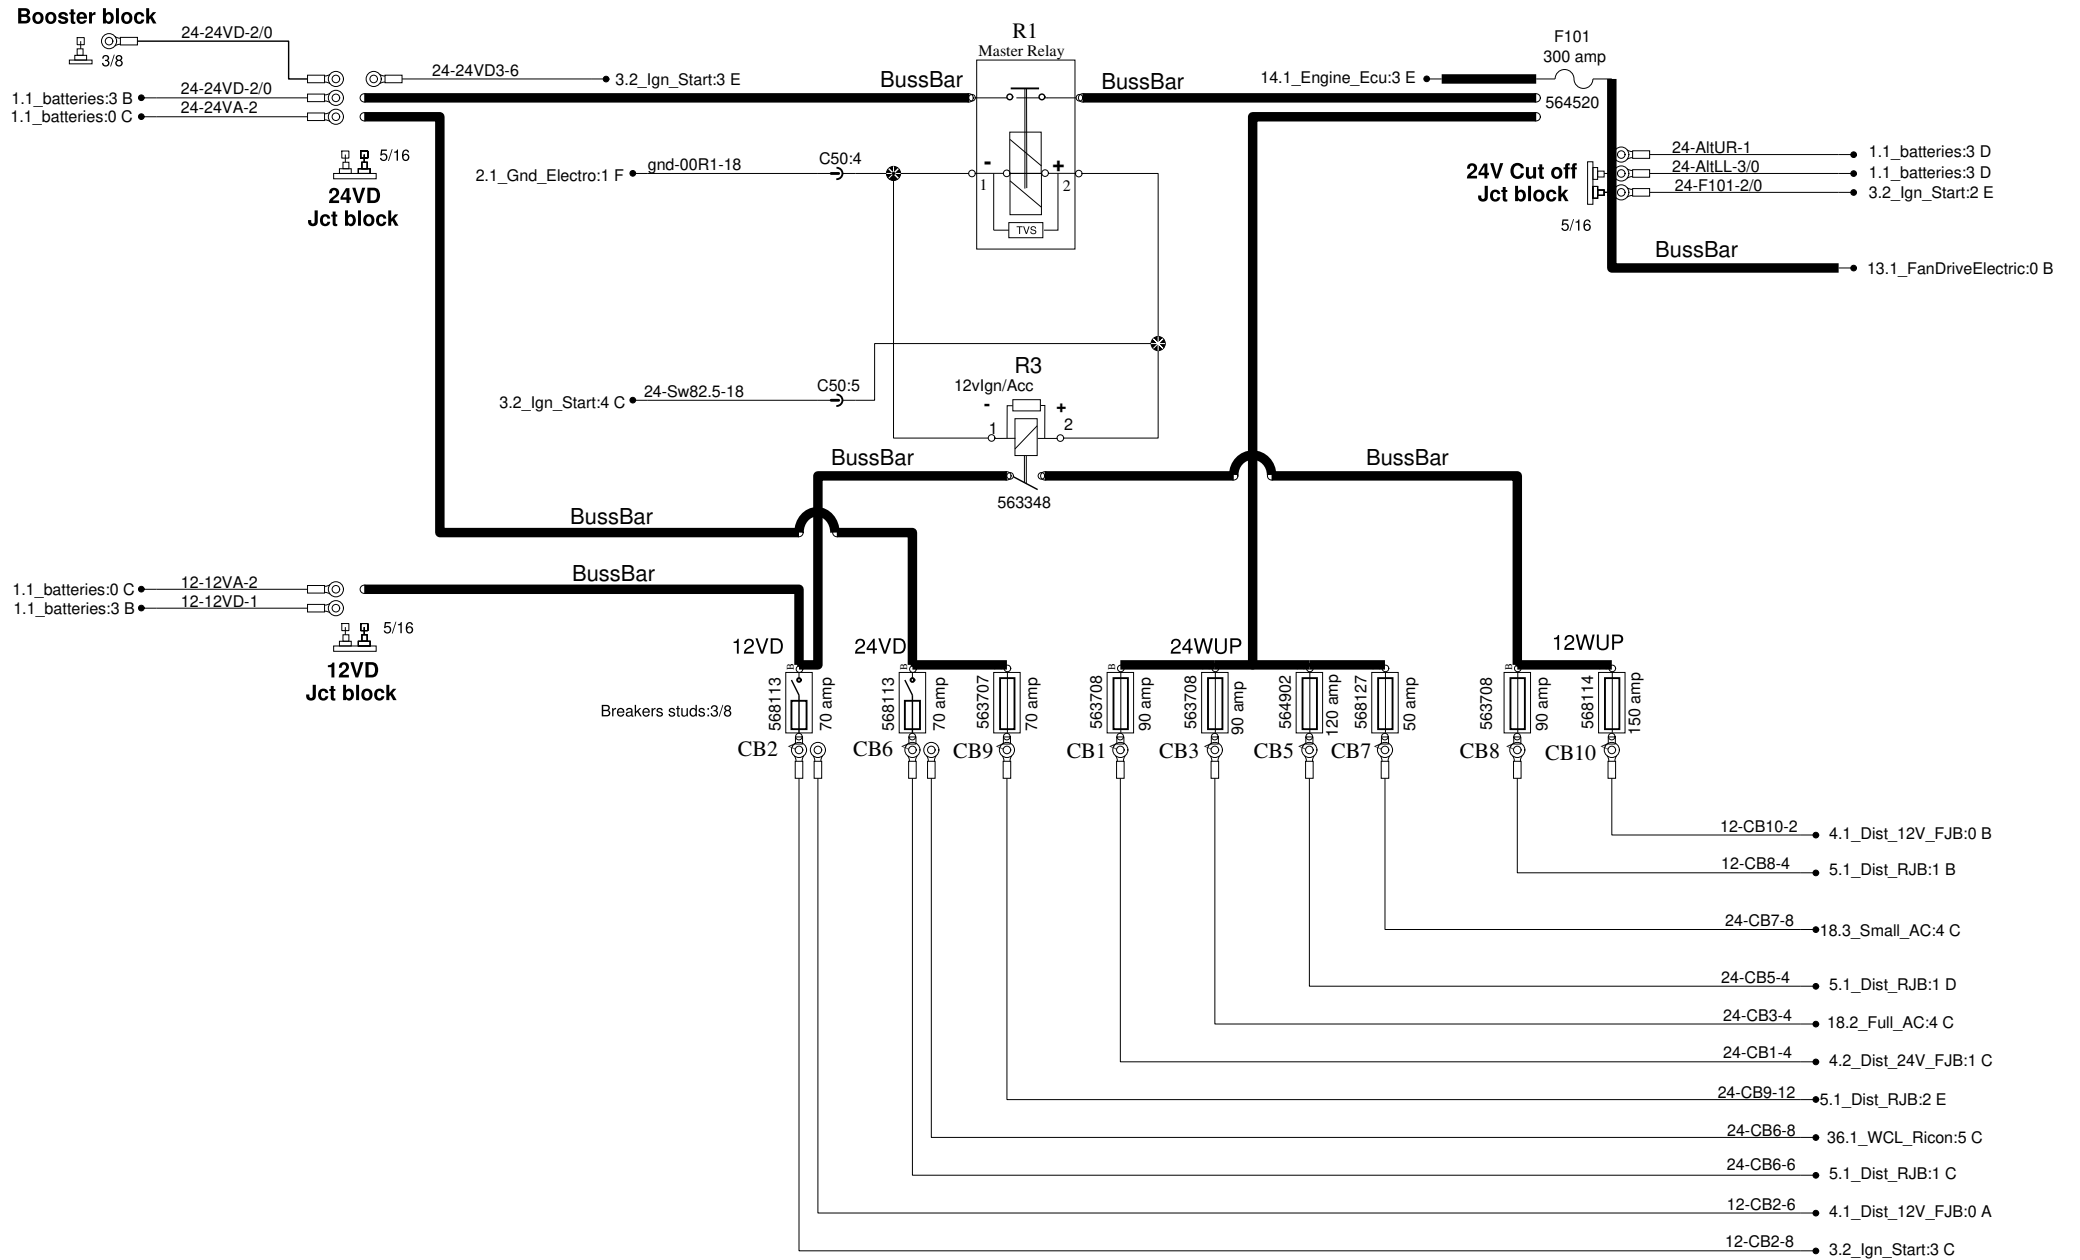 Booster block
24-24VD-2/0
3/8
24-24VD3-6
3.2_Ign_Start:3 E
1.1_batteries:3 B
24-24VD-2/0
1.1_batteries:0 C
24-24VA-2
5/16
24VD
Jct block
BussBar
R1
Master Relay
BussBar
- +
1 2
TVS
2.1_Gnd_Electro:1 F
gnd-00R1-18
C50:4
14.1_Engine_Ecu:3 E
F101
300 amp
564520
24V Cut off
Jct block
5/16
24-AltUR-1
1.1_batteries:3 D
24-AltLL-3/0
1.1_batteries:3 D
24-F101-2/0
3.2_Ign_Start:2 E
BussBar
13.1_FanDriveElectric:0 B
3.2_Ign_Start:4 C
24-Sw82.5-18
C50:5
R3
12vIgn/Acc
- +
1 2
563348
BussBar
BussBar
BussBar
BussBar
1.1_batteries:0 C
12-12VA-2
1.1_batteries:3 B
12-12VD-1
5/16
12VD
Jct block
12VD
24VD
24WUP
12WUP
Breakers studs:3/8
B
568113
70 amp
CB2
B
568113
70 amp
CB6
563707
70 amp
CB9
B
563708
90 amp
CB1
563708
90 amp
CB3
564902
120 amp
CB5
568127
50 amp
CB7
B
563708
90 amp
CB8
568114
150 amp
CB10
12-CB10-2
4.1_Dist_12V_FJB:0 B
12-CB8-4
5.1_Dist_RJB:1 B
24-CB7-8
18.3_Small_AC:4 C
24-CB5-4
5.1_Dist_RJB:1 D
24-CB3-4
18.2_Full_AC:4 C
24-CB1-4
4.2_Dist_24V_FJB:1 C
24-CB9-12
5.1_Dist_RJB:2 E
24-CB6-8
36.1_WCL_Ricon:5 C
24-CB6-6
5.1_Dist_RJB:1 C
12-CB2-6
4.1_Dist_12V_FJB:0 A
12-CB2-8
3.2_Ign_Start:3 C